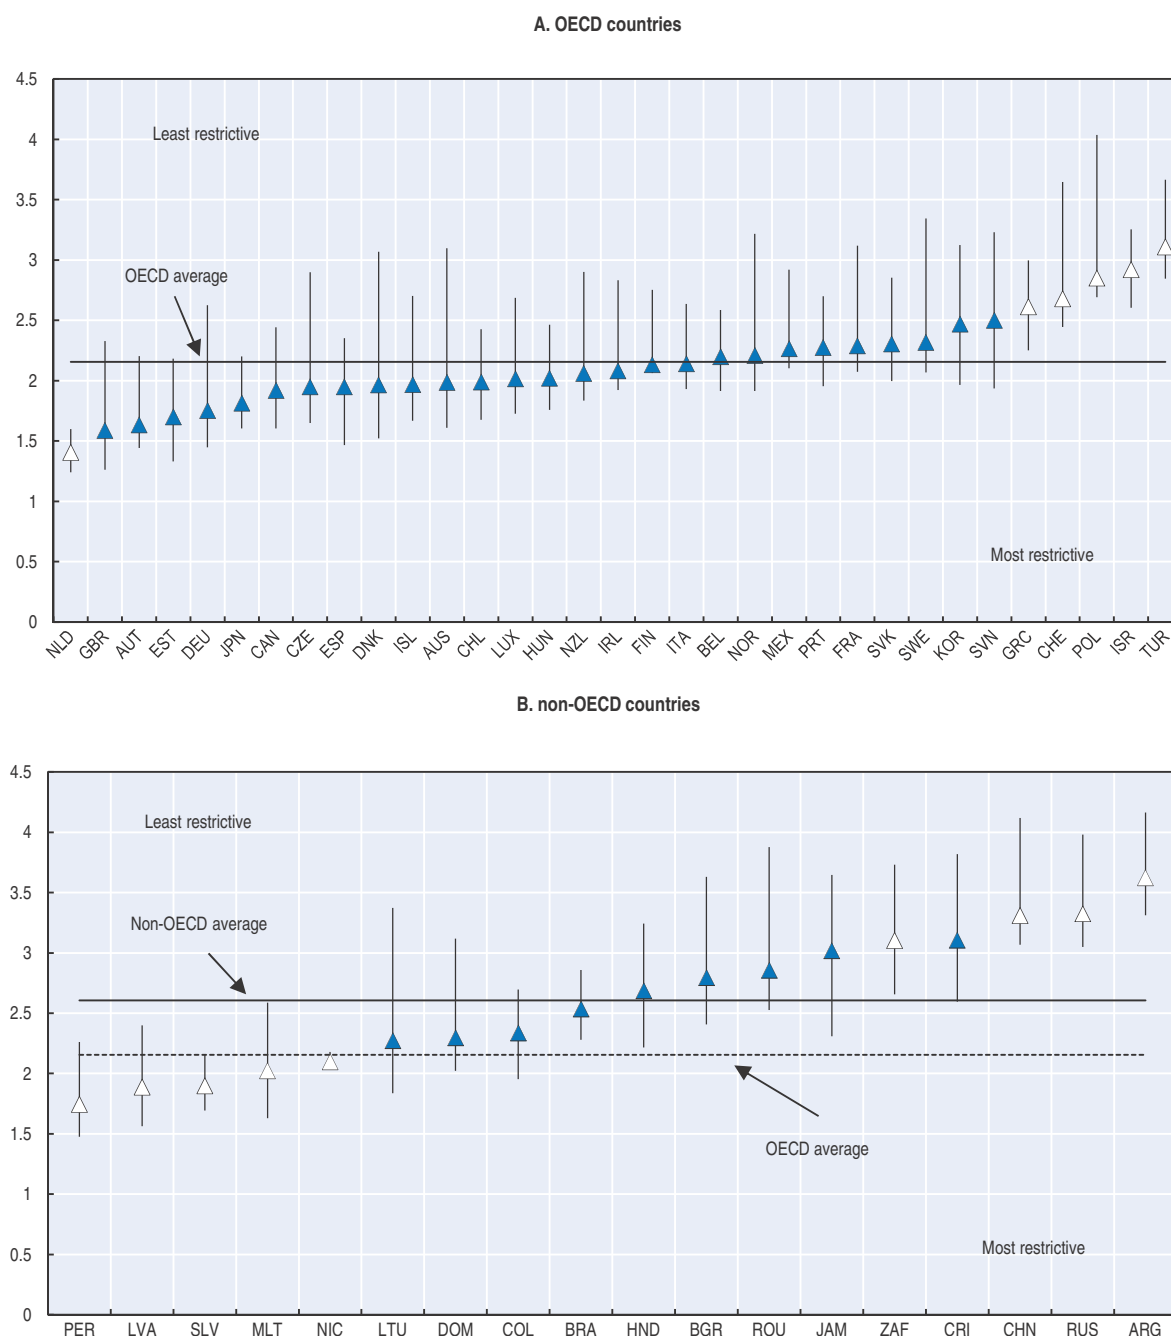 A. OECD countries
4.5
Least restrictive
4
3.5
3
OECD average
2.5
2
1.5
1
0.5
Most restrictive
0
NLD GBR AUT EST DEU JPN CAN CZE ESP DNK ISL AUS CHL LUX HUN NZL IRL FIN ITA BEL NOR MEX PRT FRA SVK SWE KOR SVN GRC CHE POL ISR TUR
B. non-OECD countries
4.5
Least restrictive
4
3.5
Non-OECD average
3
2.5
2
1.5
OECD average
1
0.5
Most restrictive
0
PER LVA SLV MLT NIC LTU DOM COL BRA HND BGR ROU JAM ZAF CRI CHN RUS ARG